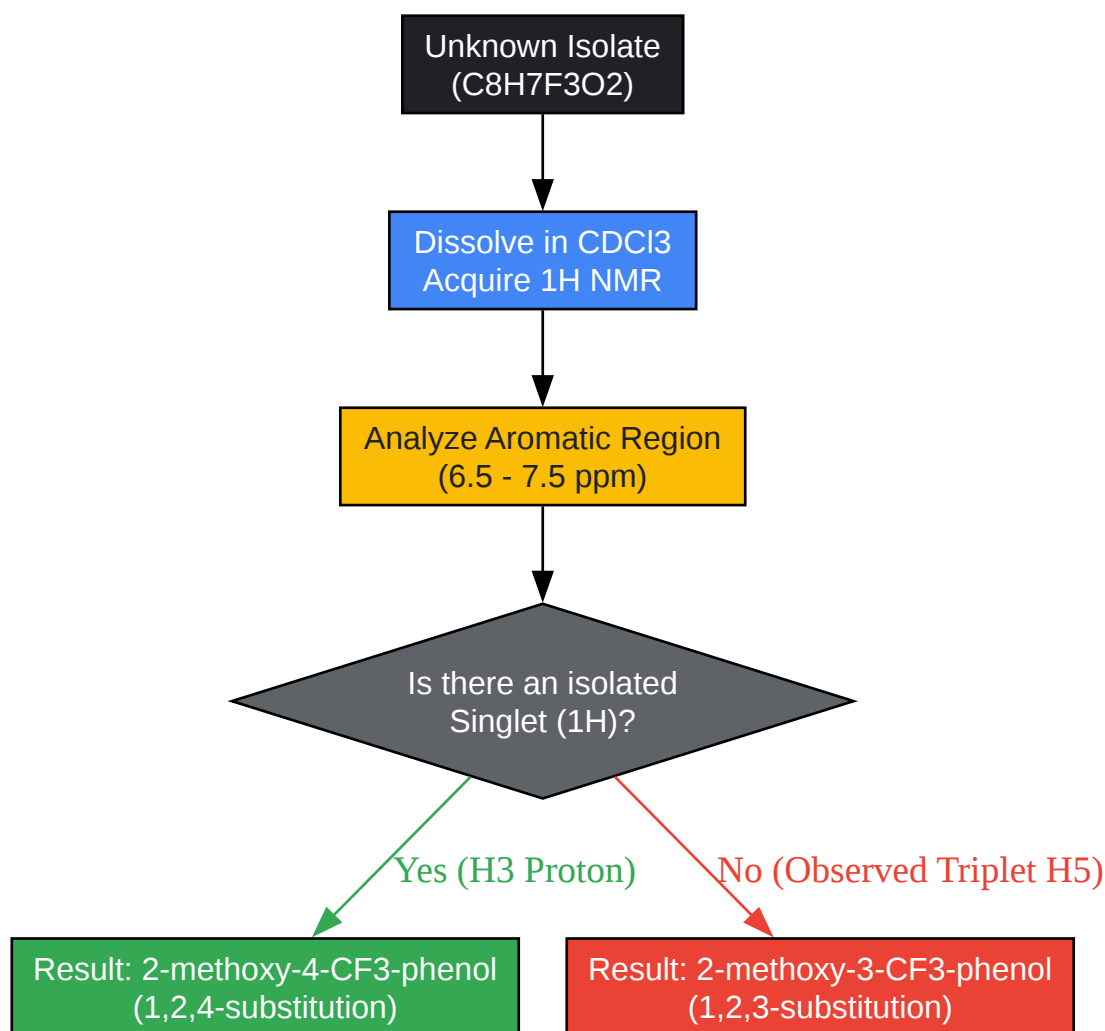 Unknown Isolate
(C8H7F3O2)
Dissolve in CDCl3
Acquire 1H NMR
Analyze Aromatic Region
(6.5 - 7.5 ppm)
Is there an isolated
Singlet (1H)?
Yes (H3 Proton)
No (Observed Triplet H5)
Result: 2-methoxy-4-CF3-phenol
(1,2,4-substitution)
Result: 2-methoxy-3-CF3-phenol
(1,2,3-substitution)